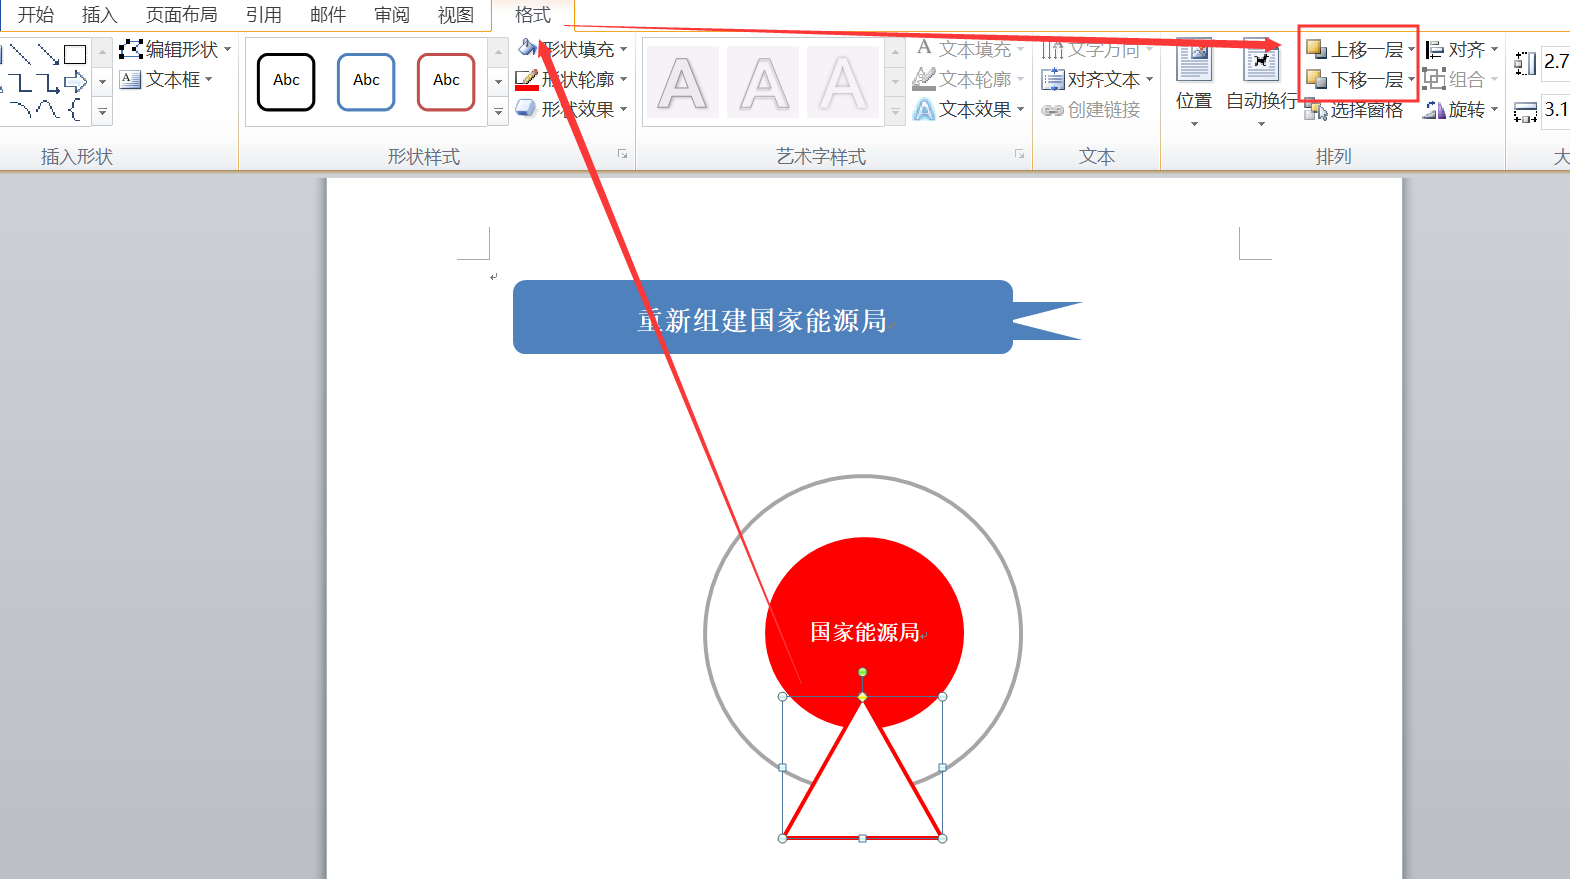 开始 插入 页面布局 引用 邮件 审阅 视图 格式
编辑形状
文本框
插入形状
Abc Abc Abc
形状填充
形状轮廓
形状效果
形状样式
A A A
文本填充
文本轮廓
文本效果
艺术字样式
文字方向
对齐文本
创建链接
文本
位置 自动换行
上移一层
下移一层
选择窗格
对齐
组合
旋转
排列
2.7
3.1
大
重新组建国家能源局
国家能源局